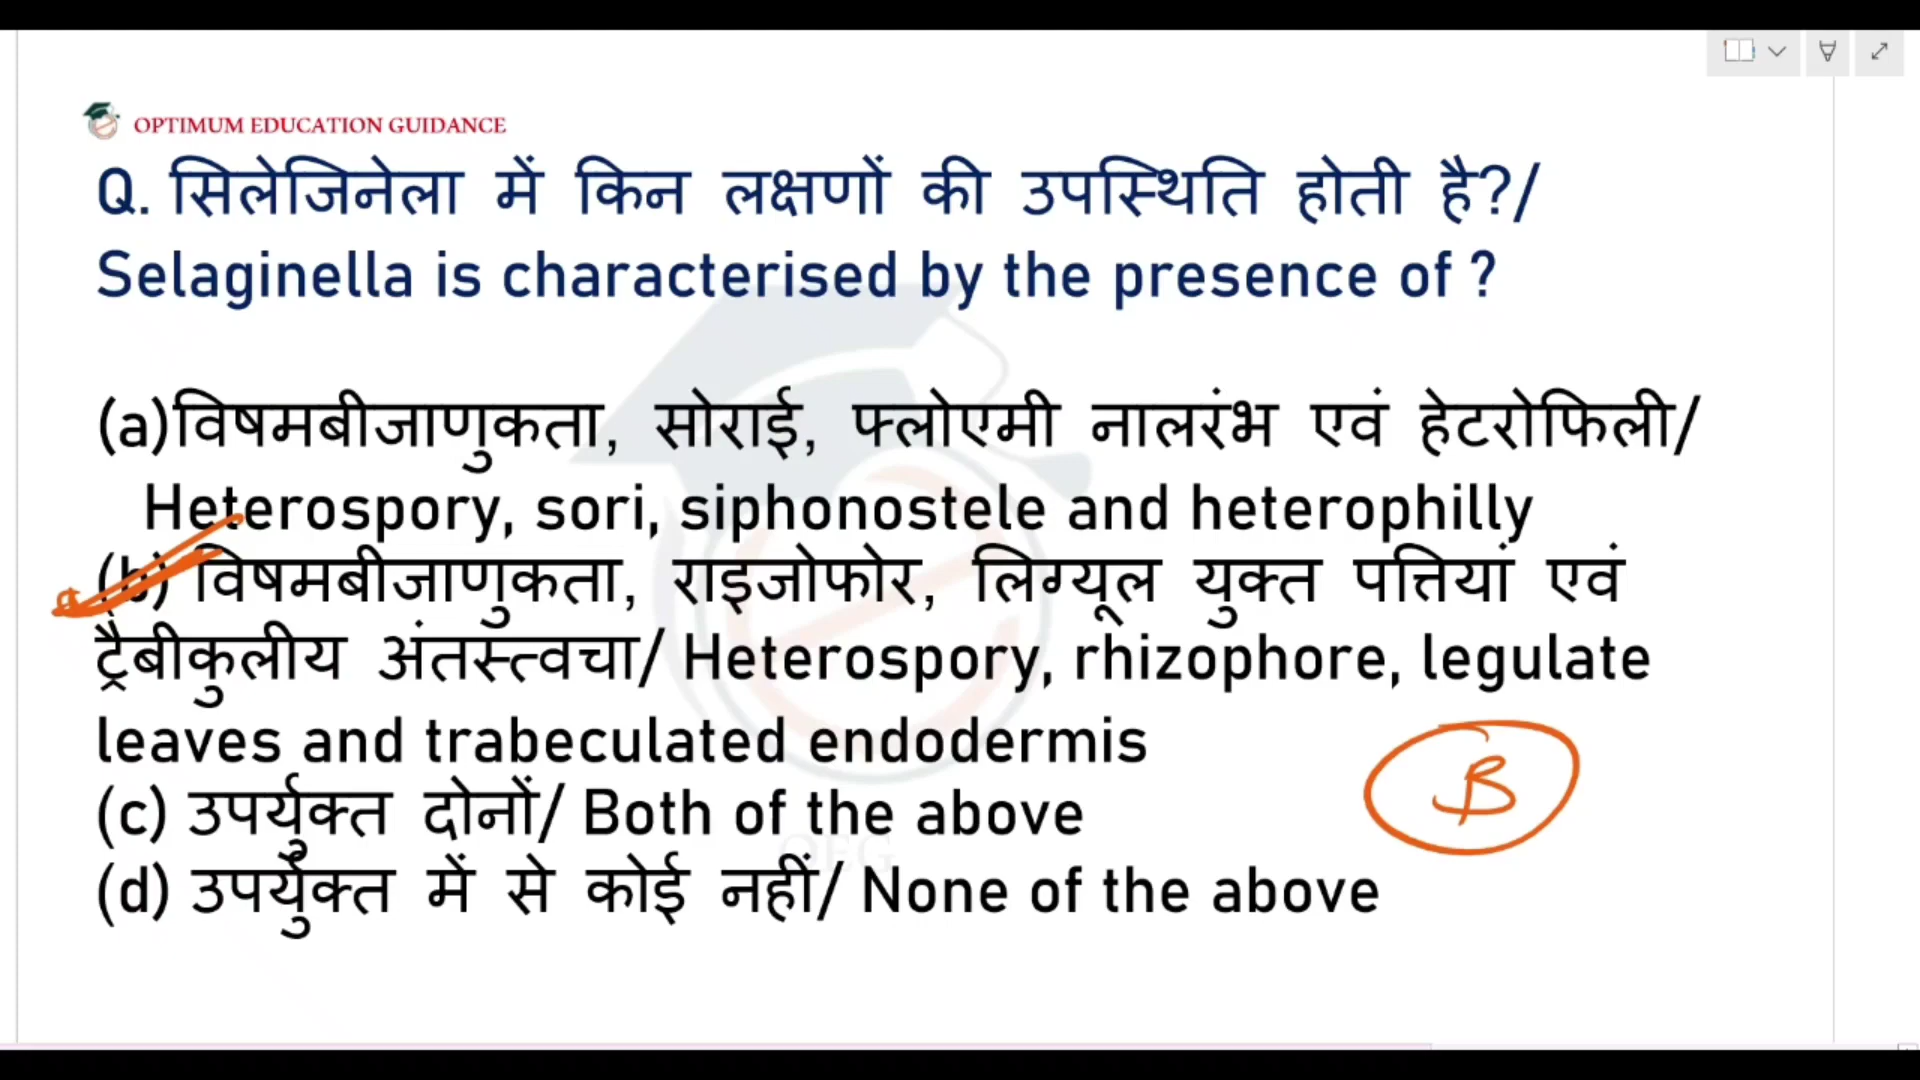 OPTIMUM EDUCATION GUIDANCE
Q. सिलेजिनेला में किन लक्षणों की उपस्थिति होती है?/
Selaginella is characterised by the presence of ?
(a)विषमबीजाणुकता, सोराई, फ्लोएमी नालरंभ एवं हेटरोफिली/
Heterospory, sori, siphonostele and heterophilly
(b) विषमबीजाणुकता, राइजोफोर, लिग्यूल युक्त पत्तियां एवं
ट्रैबीकुलीय अंतस्त्वचा/ Heterospory, rhizophore, legulate
leaves and trabeculated endodermis
B
(c) उपर्युक्त दोनों/ Both of the above
(d) उपर्युक्त में से कोई नहीं/ None of the above
OEG